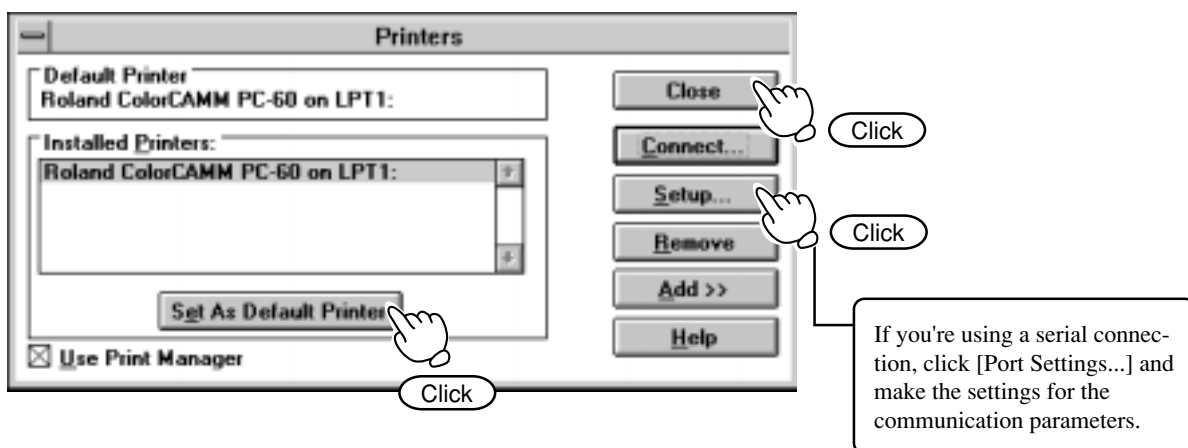 Printers
Default Printer
Roland ColorCAMM PC-60 on LPT1:
Installed Printers:
Roland ColorCAMM PC-60 on LPT1:
Set As Default Printer
Click
Use Print Manager
Close
Click
Connect...
Setup...
Click
Remove
Add >>
Help
If you're using a serial connec-
tion, click [Port Settings...] and
make the settings for the
communication parameters.